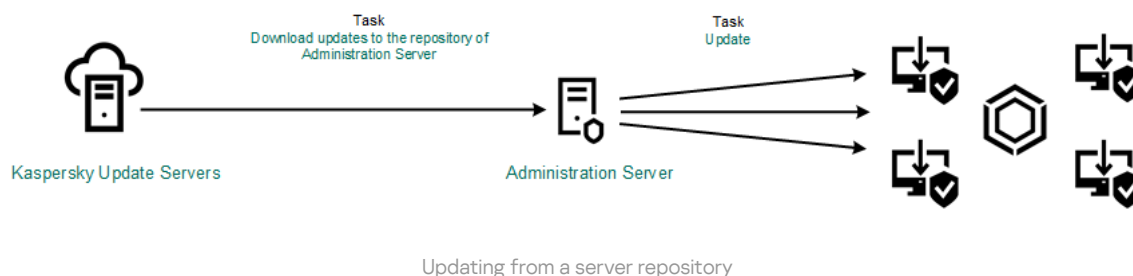 Task
Download updates to the repository of
Administration Server
Task
Update
Kaspersky Update Servers
Administration Server
Updating from a server repository